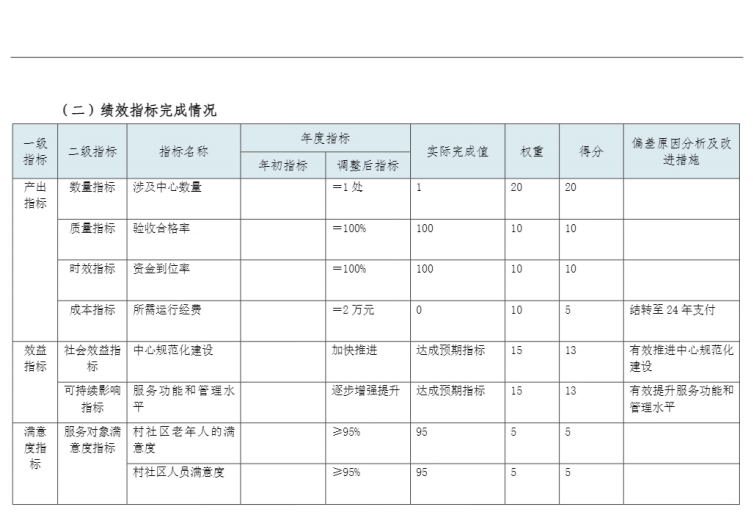 （二）绩效指标完成情况
一级指标 二级指标 指标名称 年度指标 实际完成值 权重 得分 偏差原因分析及改进措施
年初指标 调整后指标
产出指标 数量指标 涉及中心数量 ＝1 处 1 20 20
质量指标 验收合格率 ＝100% 100 10 10
时效指标 资金到位率 ＝100% 100 10 10
成本指标 所需运行经费 ＝2 万元 0 10 5 结转至 24 年支付
效益指标 社会效益指标 中心规范化建设 加快推进 达成预期指标 15 13 有效推进中心规范化建设
可持续影响指标 服务功能和管理水平 逐步增强提升 达成预期指标 15 13 有效提升服务功能和管理水平
满意度指标 服务对象满意度指标 村社区老年人的满意度 ≥95% 95 5 5
村社区人员满意度 ≥95% 95 5 5